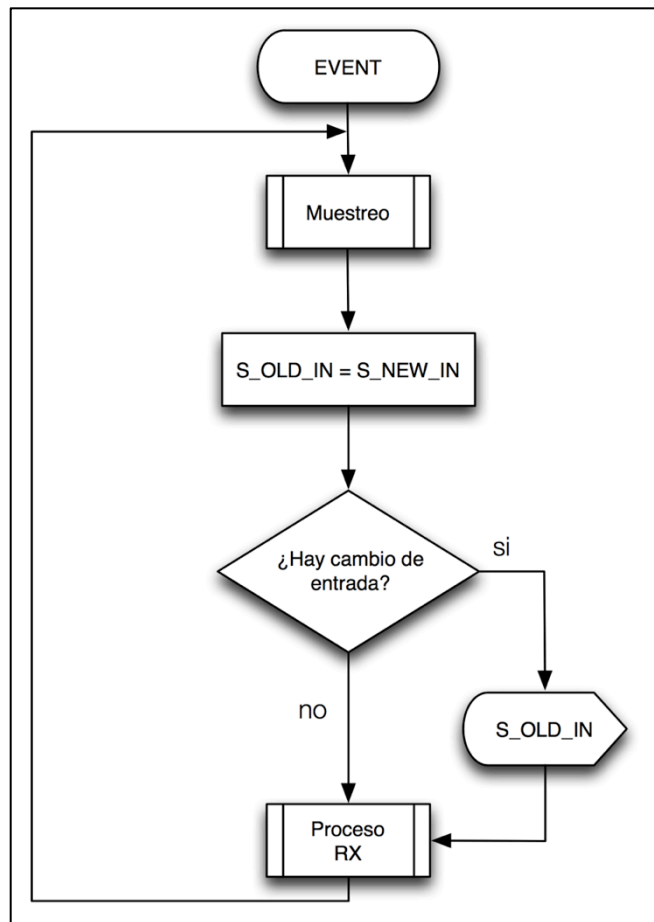 EVENT
Muestreo
S_OLD_IN = S_NEW_IN
¿Hay cambio de
entrada?
si
no
S_OLD_IN
Proceso
RX